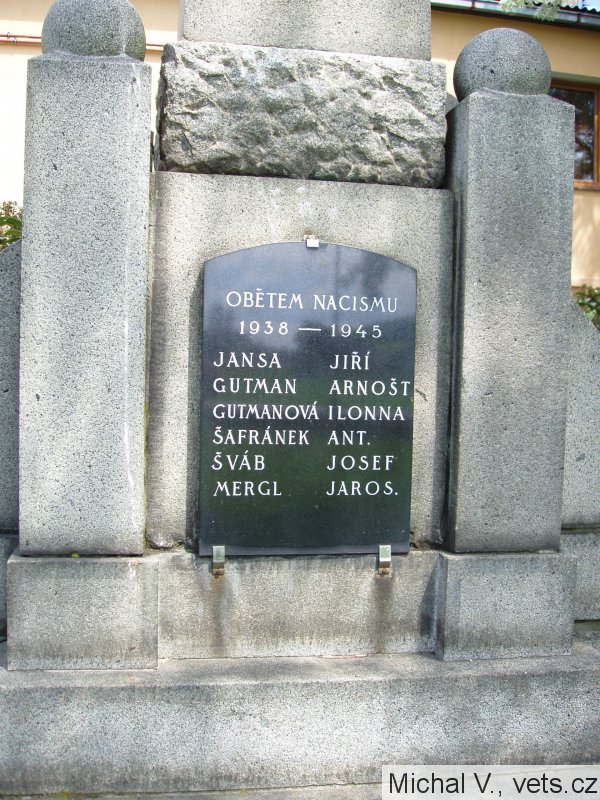 OBĚTEM NACISMU
1938 — 1945
JANSA JIŘÍ
GUTMAN ARNOŠT
GUTMANOVÁ ILONNA
ŠAFRÁNEK ANT.
ŠVÁB JOSEF
MERGL JAROS.
Michal V., vets.cz